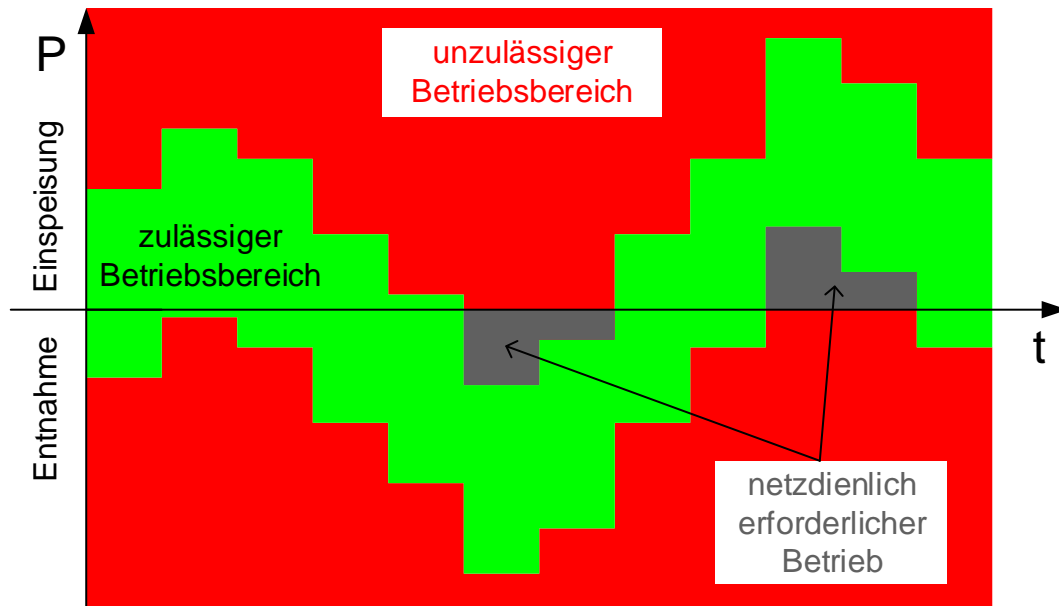 P
unzulässiger
Betriebsbereich
Einspeisung
zulässiger
Betriebsbereich
t
Entnahme
netzdienlich
erforderlicher
Betrieb